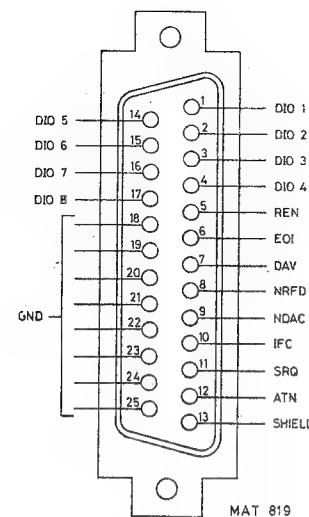 1 DIO 1
DIO 5 14
2 DIO 2
DIO 6 15
3 DIO 3
DIO 7 16
4 DIO 4
DIO 8 17
5 REN
18
6 EOI
19
7 DAV
20
8 NRFD
21
GND
9 NDAC
22
10 IFC
23
11 SRQ
24
12 ATN
25
13 SHIELD
MAT 819